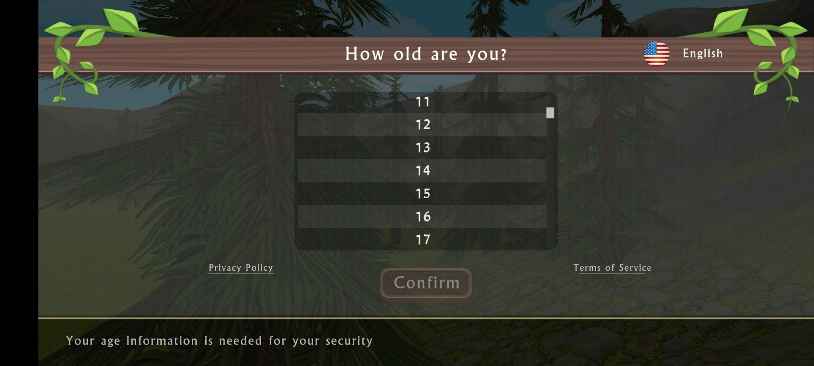 How old are you?
English
11
12
13
14
15
16
17
Privacy Policy
Terms of Service
Confirm
Your age information is needed for your security